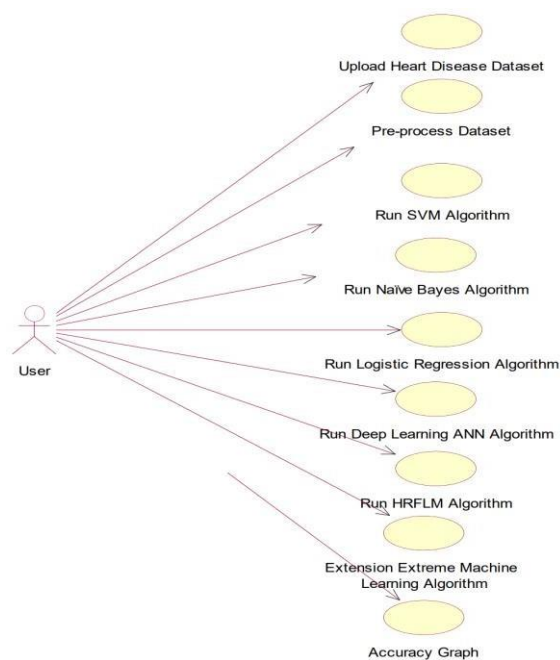 Upload Heart Disease Dataset
Pre-process Dataset
Run SVM Algorithm
Run Naïve Bayes Algorithm
Run Logistic Regression Algorithm
User
Run Deep Learning ANN Algorithm
Run HRFLM Algorithm
Extension Extreme Machine
Learning Algorithm
Accuracy Graph